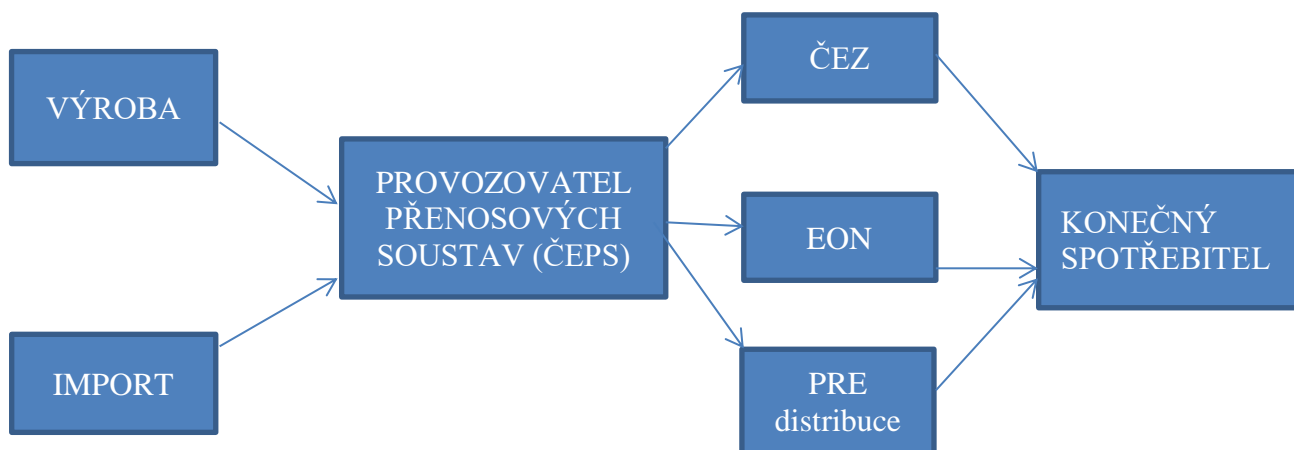 VÝROBA
IMPORT
PROVOZOVATEL
PŘENOSOVÝCH
SOUSTAV (ČEPS)
ČEZ
EON
PRE
distribuce
KONEČNÝ
SPOTŘEBITEL